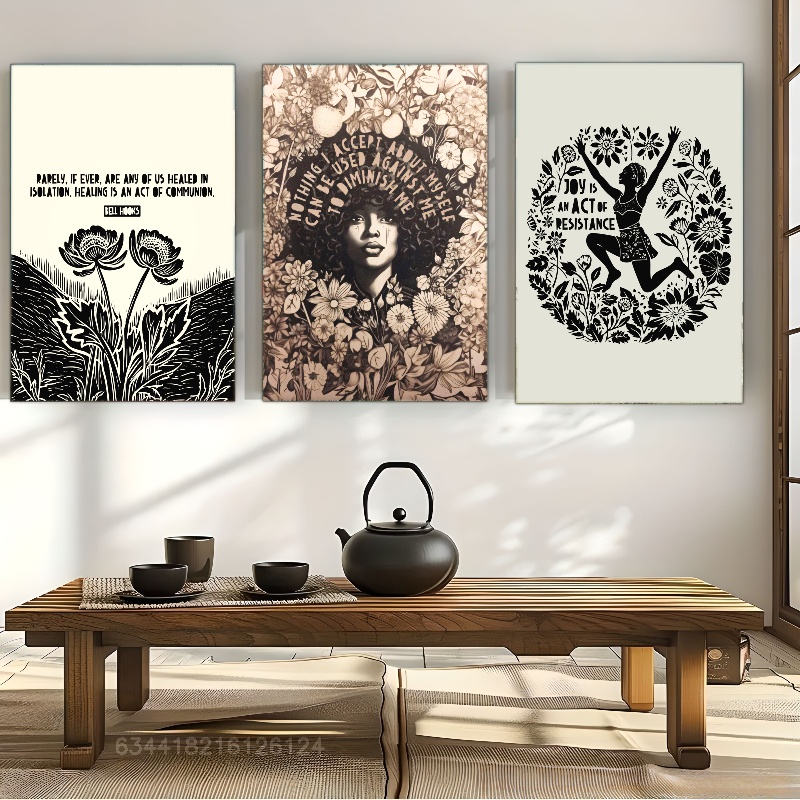 RARELY, IF EVER, ARE ANY OF US HEALED IN
ISOLATION. HEALING IS AN ACT OF COMMUNION.
BELL HOOKS
NOTHING I ACCEPT ABOUT MYSELF
CAN BE USED AGAINST ME
TO DIMINISH ME
JOY IS
AN ACT OF
RESISTANCE
634418216126124